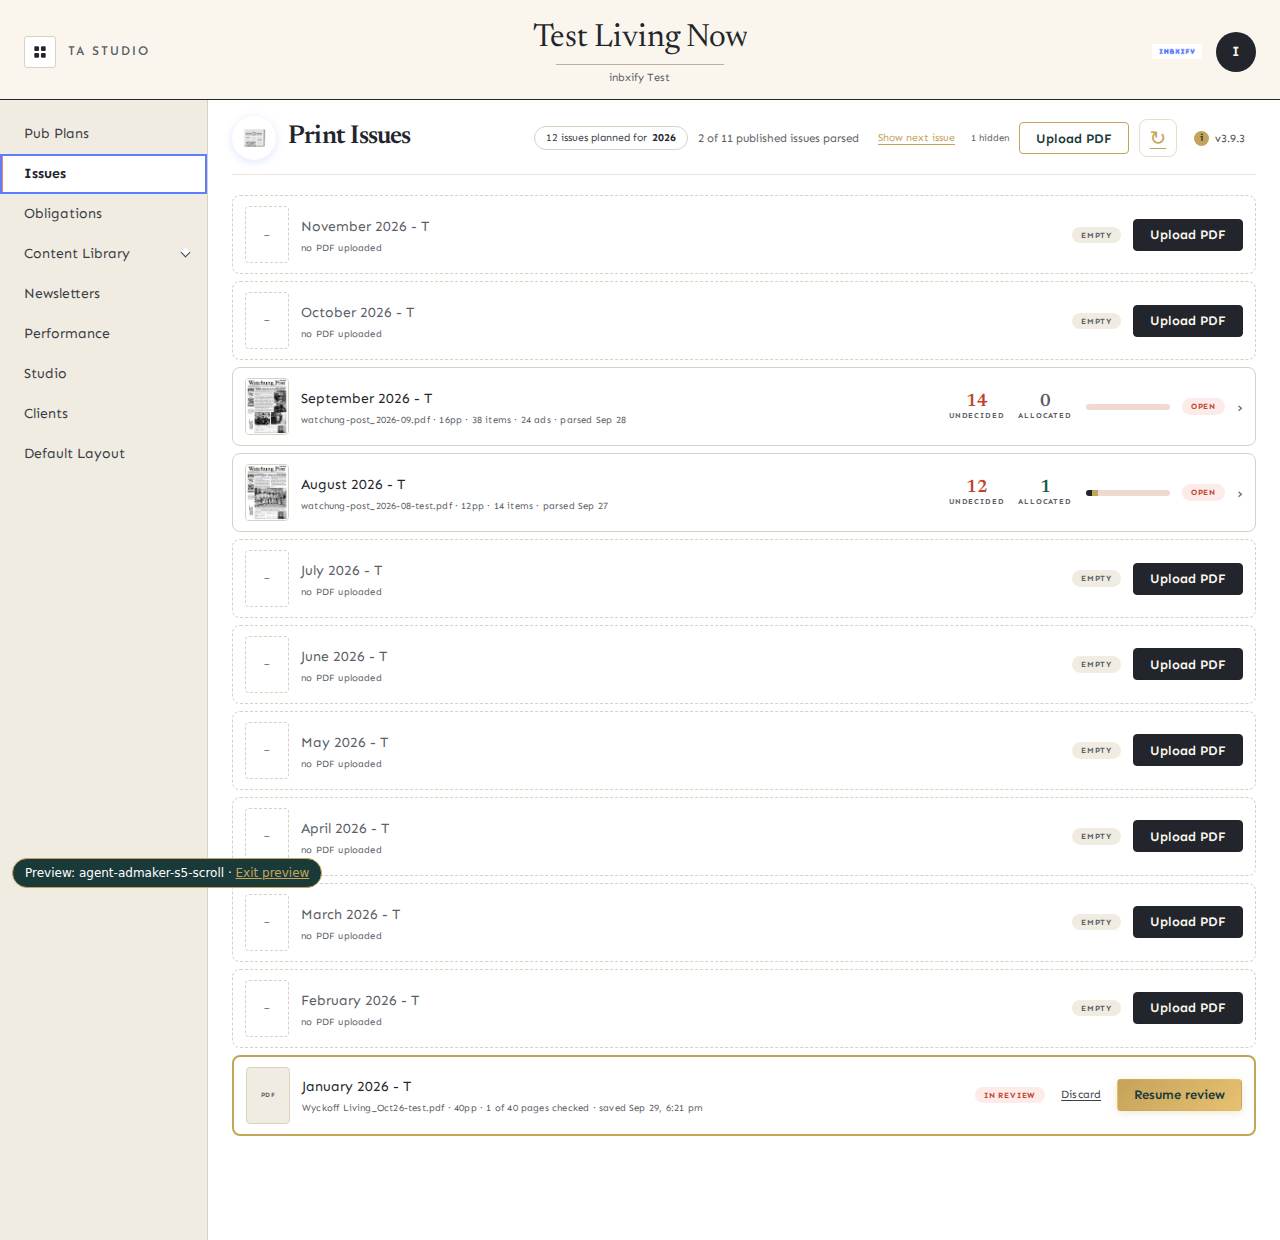 TA STUDIO
Test Living Now
inbxify Test
INBXIFY
I
Pub Plans
Issues
Obligations
Content Library
Newsletters
Performance
Studio
Clients
Default Layout
Print Issues
12 issues planned for 2026
2 of 11 published issues parsed
Show next issue
1 hidden
Upload PDF
↻
i v3.9.3
–
November 2026 - T
no PDF uploaded
EMPTY
Upload PDF
–
October 2026 - T
no PDF uploaded
EMPTY
Upload PDF
Watchung Post
September 2026 - T
watchung-post_2026-09.pdf · 16pp · 38 items · 24 ads · parsed Sep 28
14 UNDECIDED
0 ALLOCATED
OPEN
›
Watchung Post
August 2026 - T
watchung-post_2026-08-test.pdf · 12pp · 14 items · parsed Sep 27
12 UNDECIDED
1 ALLOCATED
OPEN
›
–
July 2026 - T
no PDF uploaded
EMPTY
Upload PDF
–
June 2026 - T
no PDF uploaded
EMPTY
Upload PDF
–
May 2026 - T
no PDF uploaded
EMPTY
Upload PDF
–
April 2026 - T
no PDF uploaded
EMPTY
Upload PDF
Preview: agent-admaker-s5-scroll · Exit preview
–
March 2026 - T
no PDF uploaded
EMPTY
Upload PDF
–
February 2026 - T
no PDF uploaded
EMPTY
Upload PDF
PDF
January 2026 - T
Wyckoff Living_Oct26-test.pdf · 40pp · 1 of 40 pages checked · saved Sep 29, 6:21 pm
IN REVIEW
Discard
Resume review